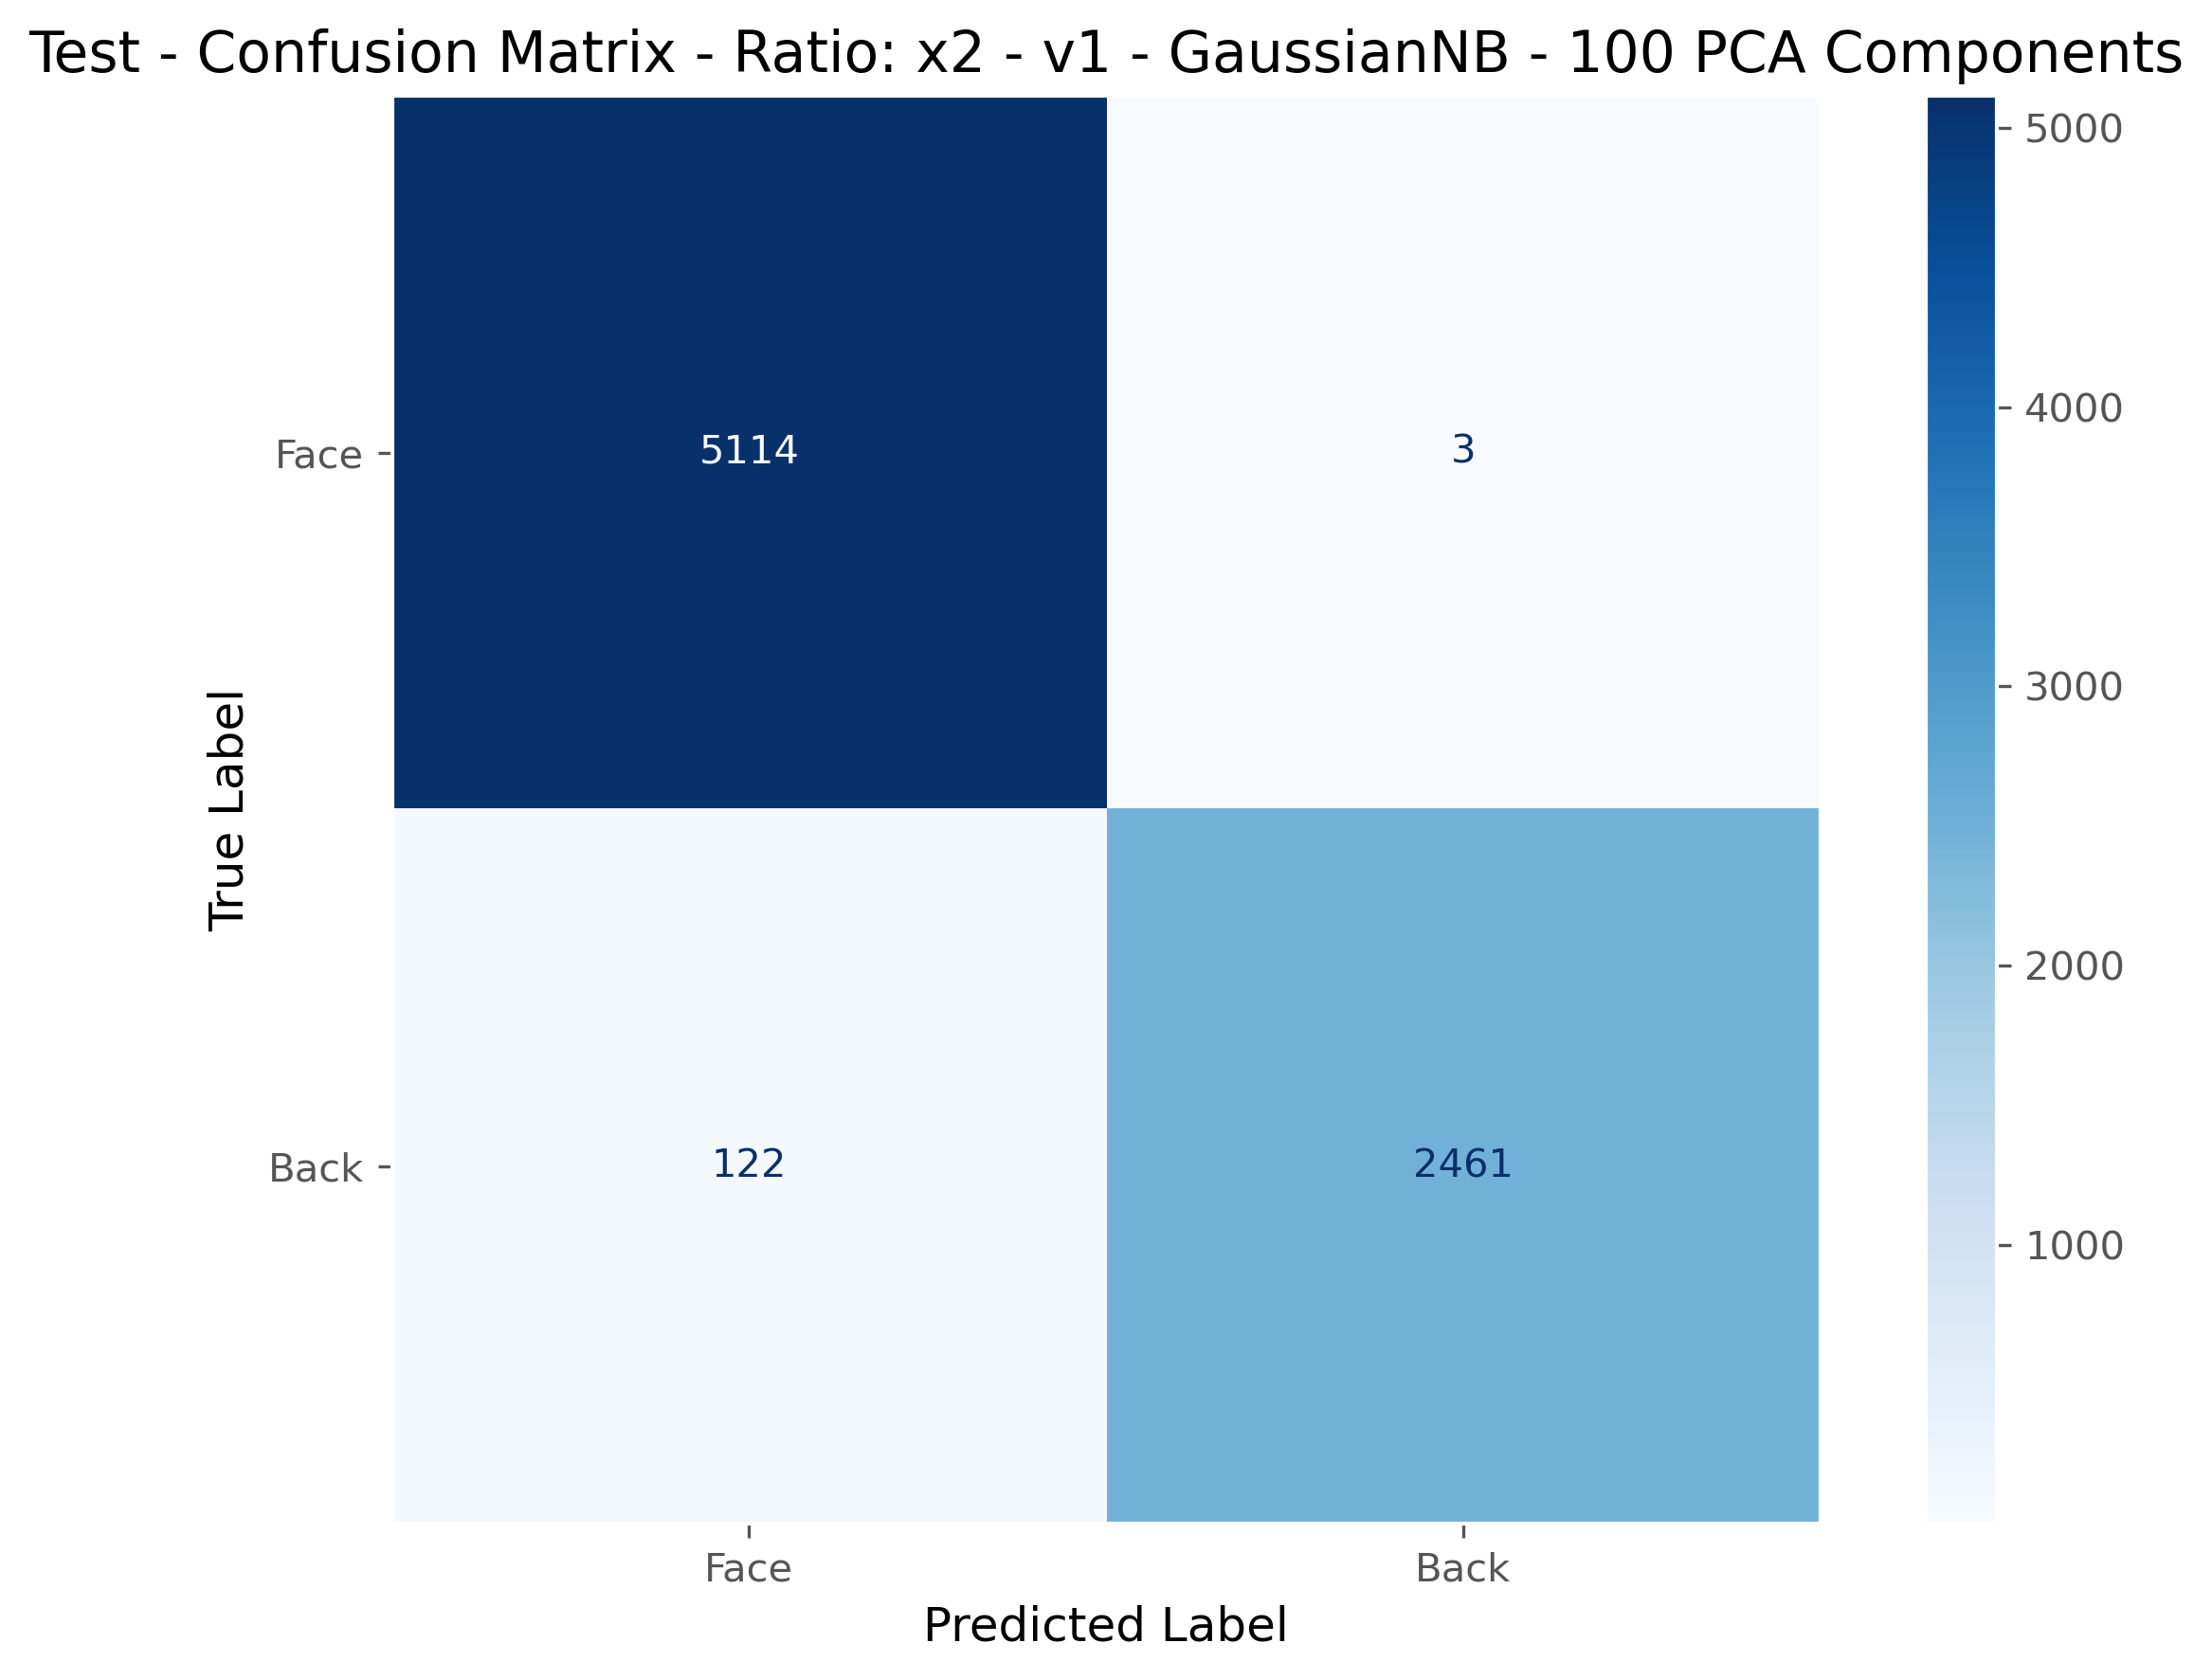 Test - Confusion Matrix - Ratio: x2 - v1 - GaussianNB - 100 PCA Components
5000
4000
3000
2000
1000
True Label
Face
5114
3
Back
122
2461
Face
Back
Predicted Label